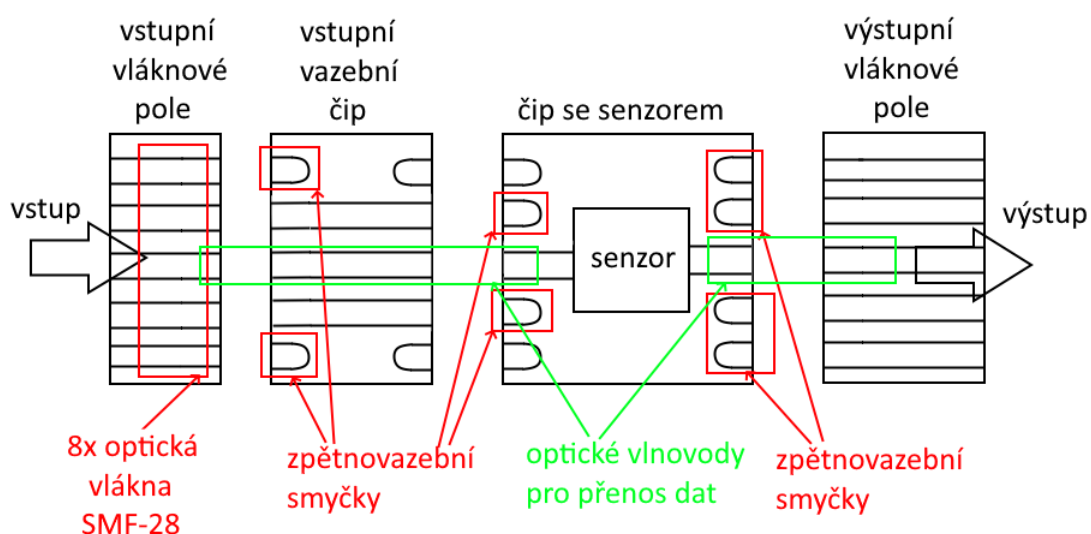 vstupní
vláknové
pole
vstupní
vazební
čip
čip se senzorem
výstupní
vláknové
pole
vstup
senzor
výstup
8x optická
vlákna
SMF-28
zpětnovazební
smyčky
optické vlnovody
pro přenos dat
zpětnovazební
smyčky